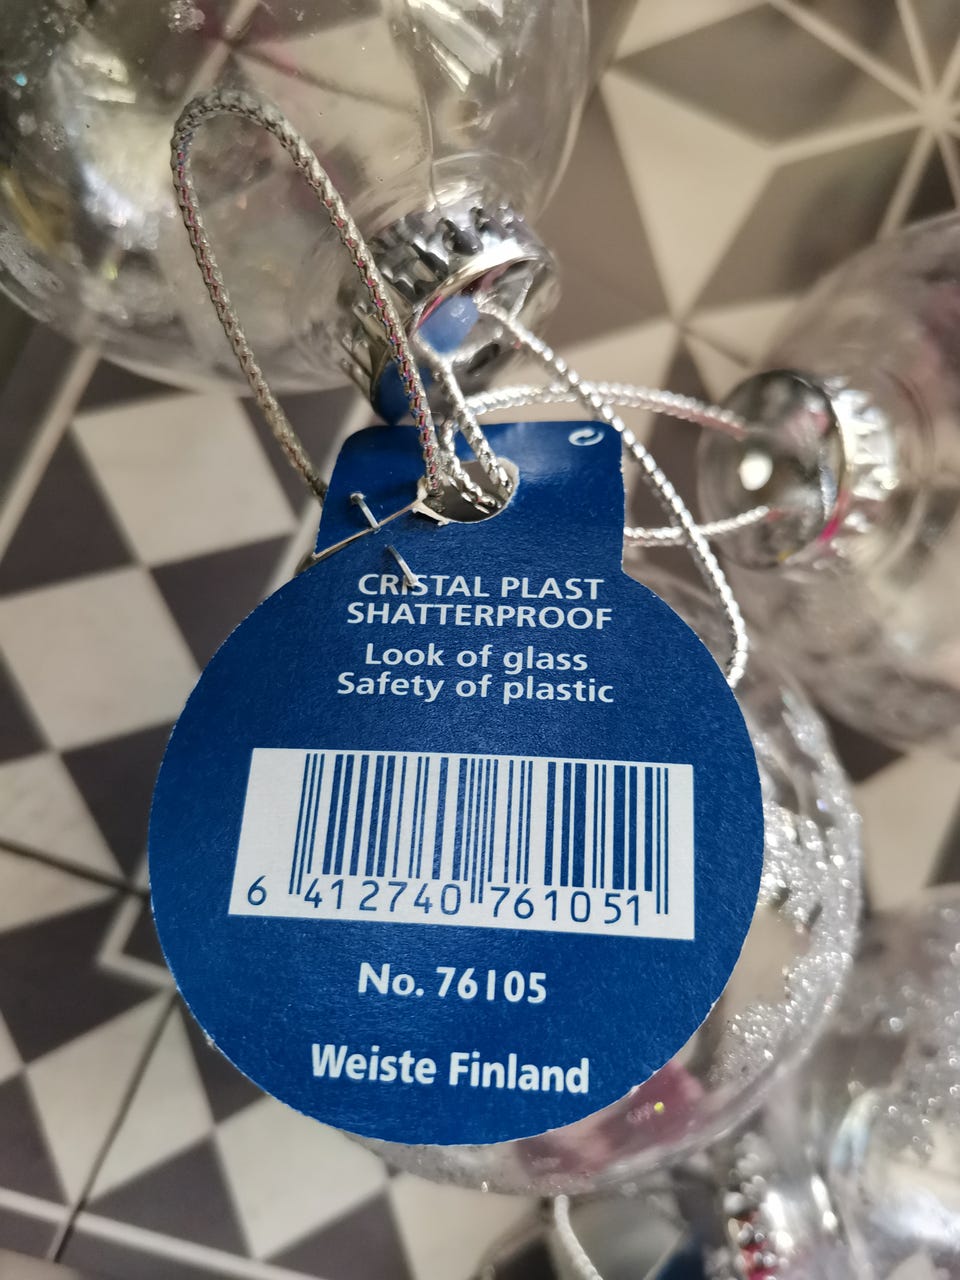 CRISTAL PLAST
SHATTERPROOF
Look of glass
Safety of plastic
6 412740 761051
No. 76105
Weiste Finland